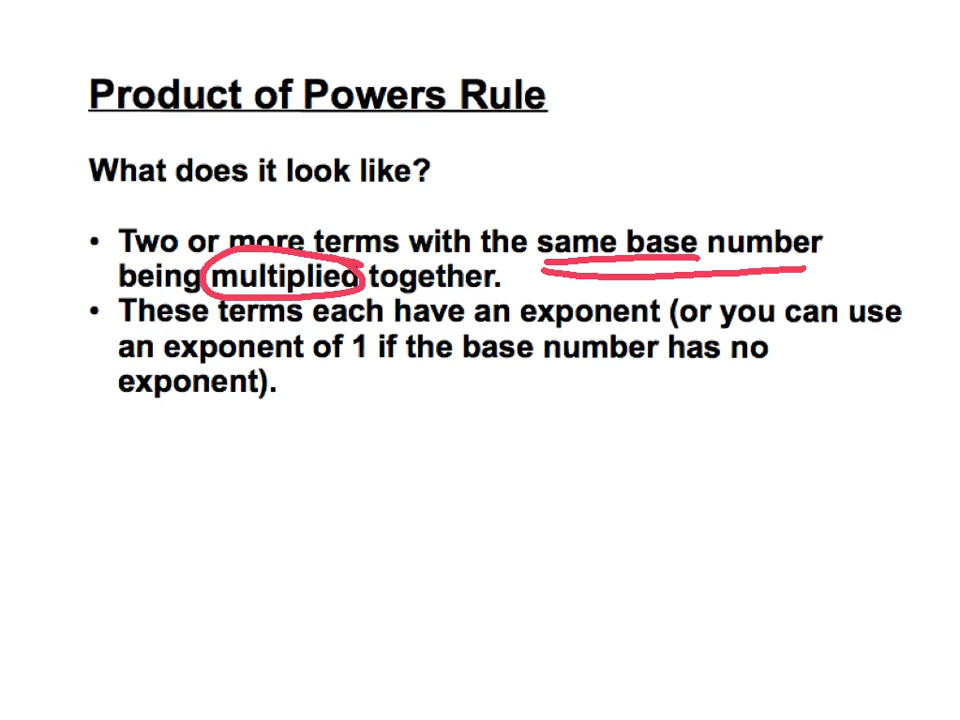 Product of Powers Rule
What does it look like?
• Two or more terms with the same base number
being multiplied together.
• These terms each have an exponent (or you can use
an exponent of 1 if the base number has no
exponent).